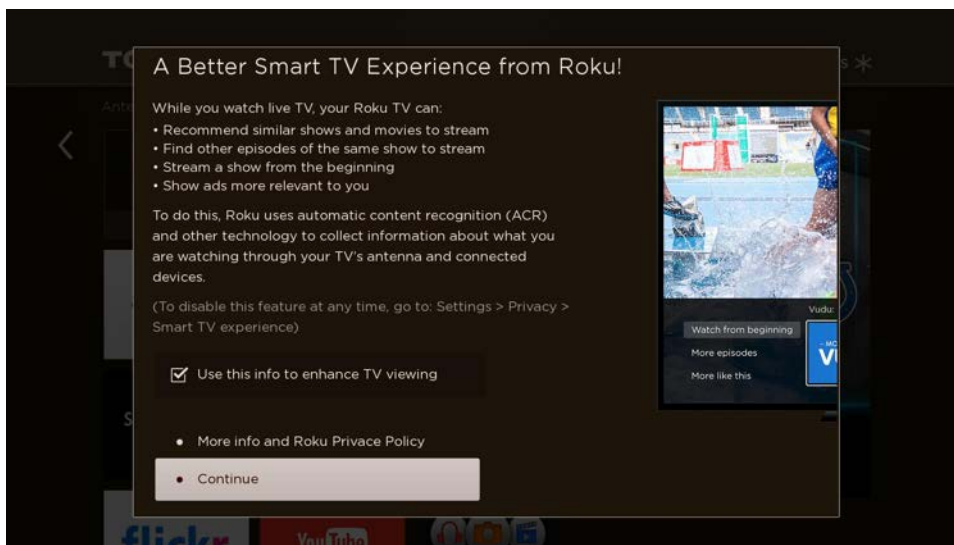 A Better Smart TV Experience from Roku!
While you watch live TV, your Roku TV can:
• Recommend similar shows and movies to stream
• Find other episodes of the same show to stream
• Stream a show from the beginning
• Show ads more relevant to you
To do this, Roku uses automatic content recognition (ACR)
and other technology to collect information about what you
are watching through your TV's antenna and connected
devices.
(To disable this feature at any time, go to: Settings > Privacy >
Smart TV experience)
Use this info to enhance TV viewing
• More info and Roku Privace Policy
• Continue
Vudu:
Watch from beginning
More episodes
More like this
flickr
YouTube